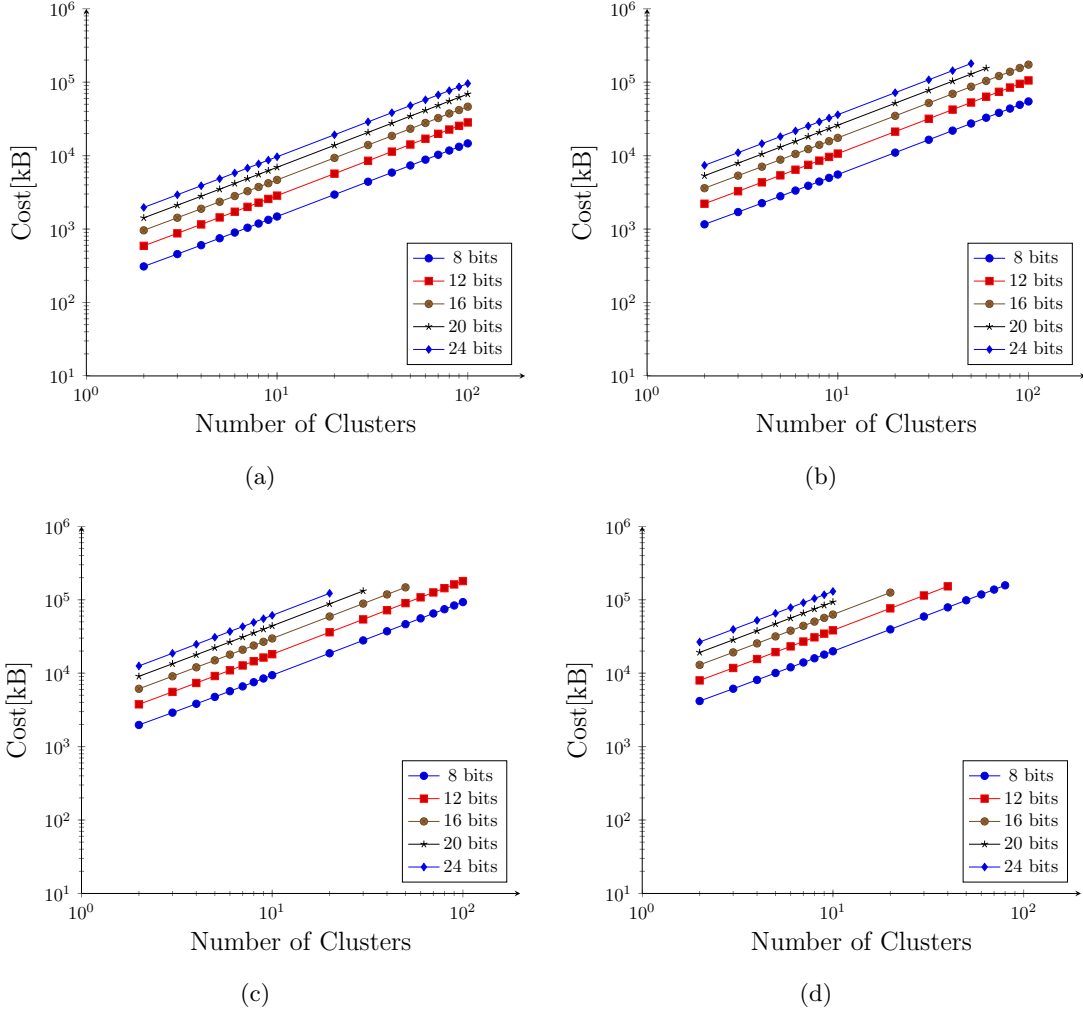 10^6
10^5
10^4
10^3
10^2
10^1
10^0
10^1
10^2
Cost[kB]
Number of Clusters
8 bits
12 bits
16 bits
20 bits
24 bits
(a)
10^6
10^5
10^4
10^3
10^2
10^1
10^0
10^1
10^2
Cost[kB]
Number of Clusters
8 bits
12 bits
16 bits
20 bits
24 bits
(b)
10^6
10^5
10^4
10^3
10^2
10^1
10^0
10^1
10^2
Cost[kB]
Number of Clusters
8 bits
12 bits
16 bits
20 bits
24 bits
(c)
10^6
10^5
10^4
10^3
10^2
10^1
10^0
10^1
10^2
Cost[kB]
Number of Clusters
8 bits
12 bits
16 bits
20 bits
24 bits
(d)